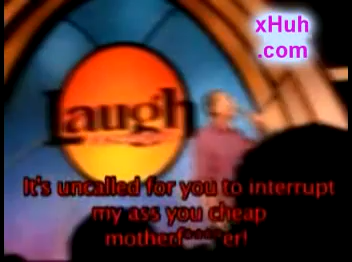 xHuh
.com
Laugh
It's uncalled for you to interrupt
my ass you cheap
motherf****er!